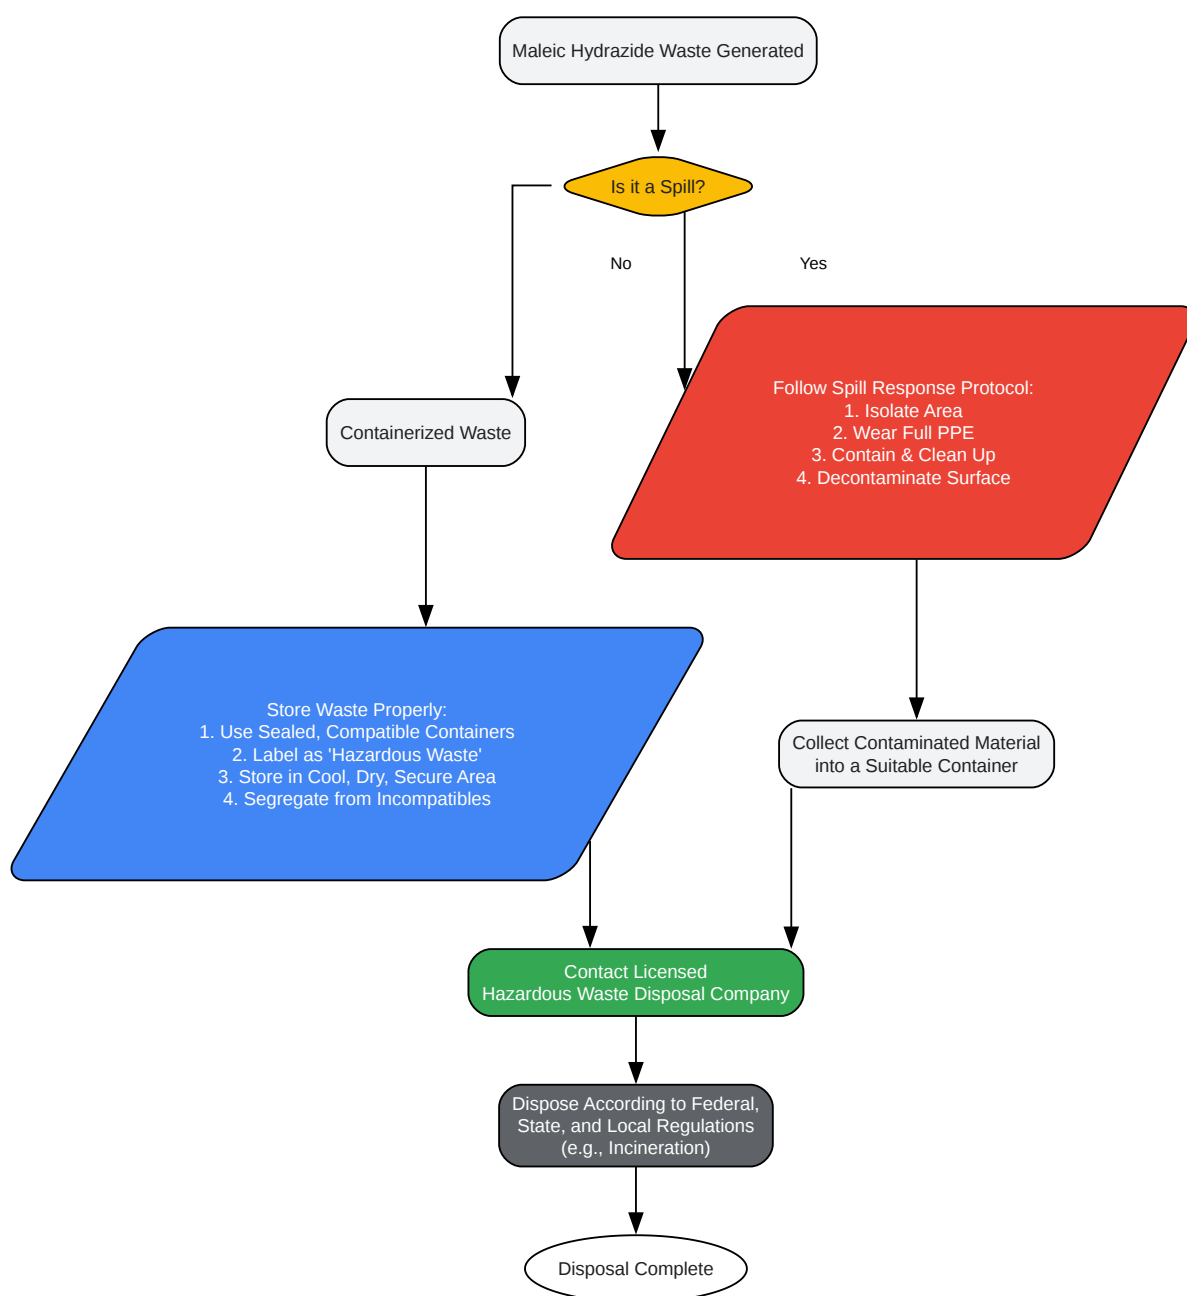 Maleic Hydrazide Waste Generated
Is it a Spill?
No
Yes
Follow Spill Response Protocol:
1. Isolate Area
2. Wear Full PPE
3. Contain & Clean Up
4. Decontaminate Surface
Containerized Waste
Store Waste Properly:
1. Use Sealed, Compatible Containers
2. Label as 'Hazardous Waste'
3. Store in Cool, Dry, Secure Area
4. Segregate from Incompatibles
Collect Contaminated Material
into a Suitable Container
Contact Licensed
Hazardous Waste Disposal Company
Dispose According to Federal,
State, and Local Regulations
(e.g., Incineration)
Disposal Complete